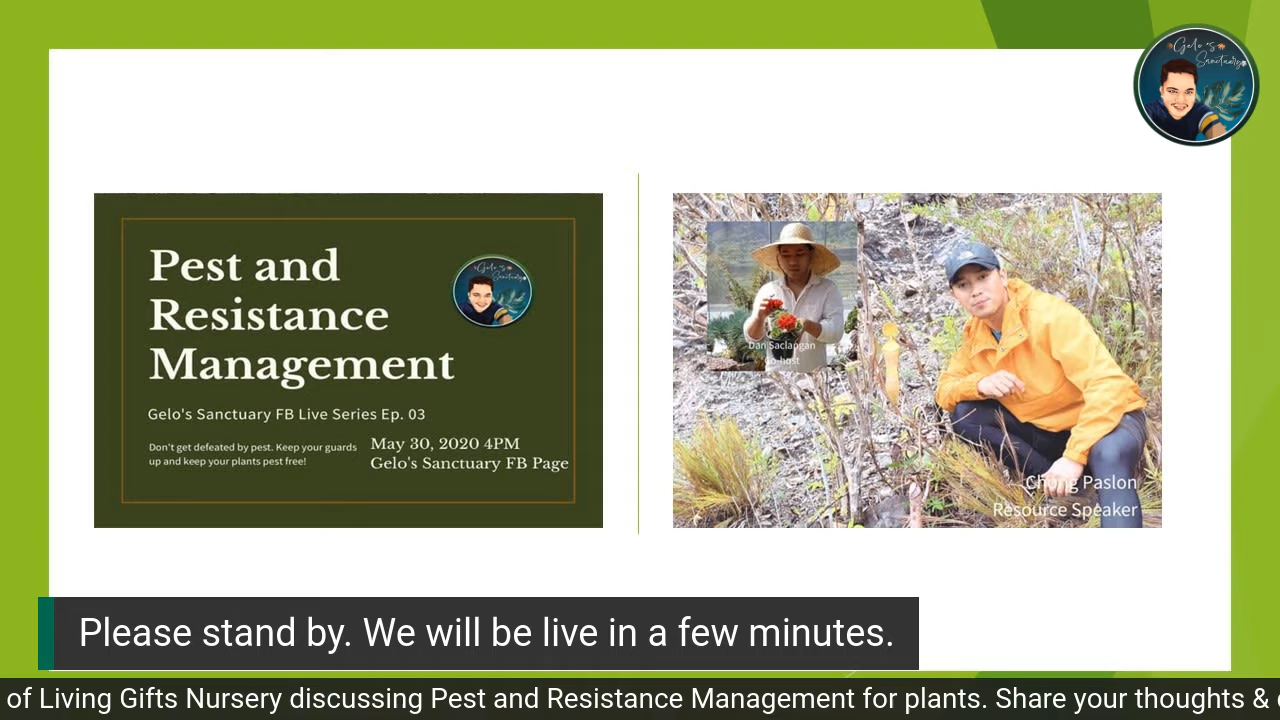 Gelo's
Sanctuary
Pest and
Resistance
Management
Gelo's
Sanctuary
Gelo's Sanctuary FB Live Series Ep. 03
Don't get defeated by pest. Keep your guards
up and keep your plants pest free!
May 30, 2020 4PM
Gelo's Sanctuary FB Page
Dan Saclapgan
Co-host
Chung Paslon
Resource Speaker
Please stand by. We will be live in a few minutes.
of Living Gifts Nursery discussing Pest and Resistance Management for plants. Share your thoughts &